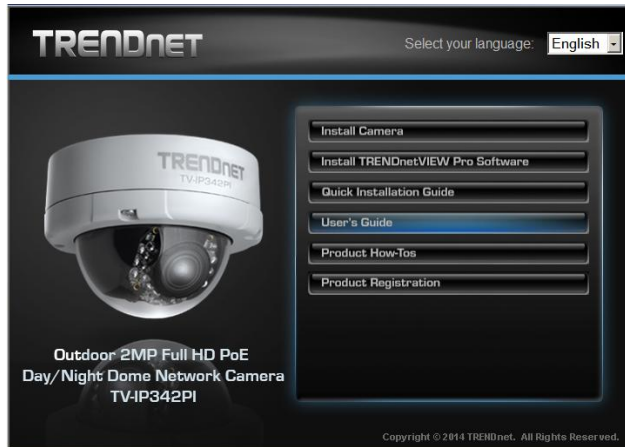 TRENDnet
Select your language: English
TRENDNET
TV-IP342PI
Install Camera
Install TRENDnetVIEW Pro Software
Quick Installation Guide
User's Guide
Product How-Tos
Product Registration
Outdoor 2MP Full HD PoE
Day/Night Dome Network Camera
TV-IP342PI
Copyright © 2014 TRENDnet. All Rights Reserved.